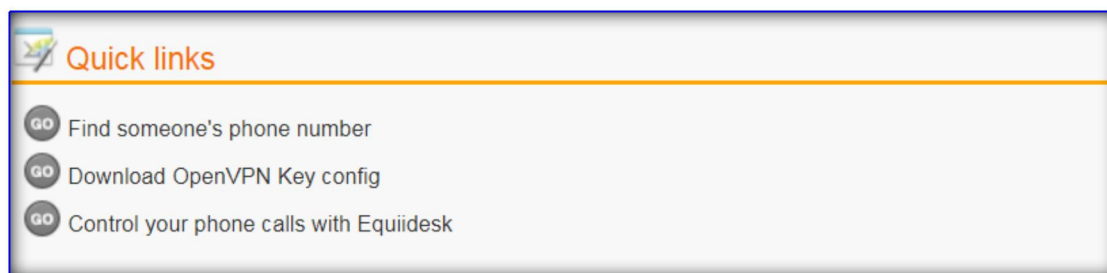 Quick links
GO Find someone's phone number
GO Download OpenVPN Key config
GO Control your phone calls with Equiidesk